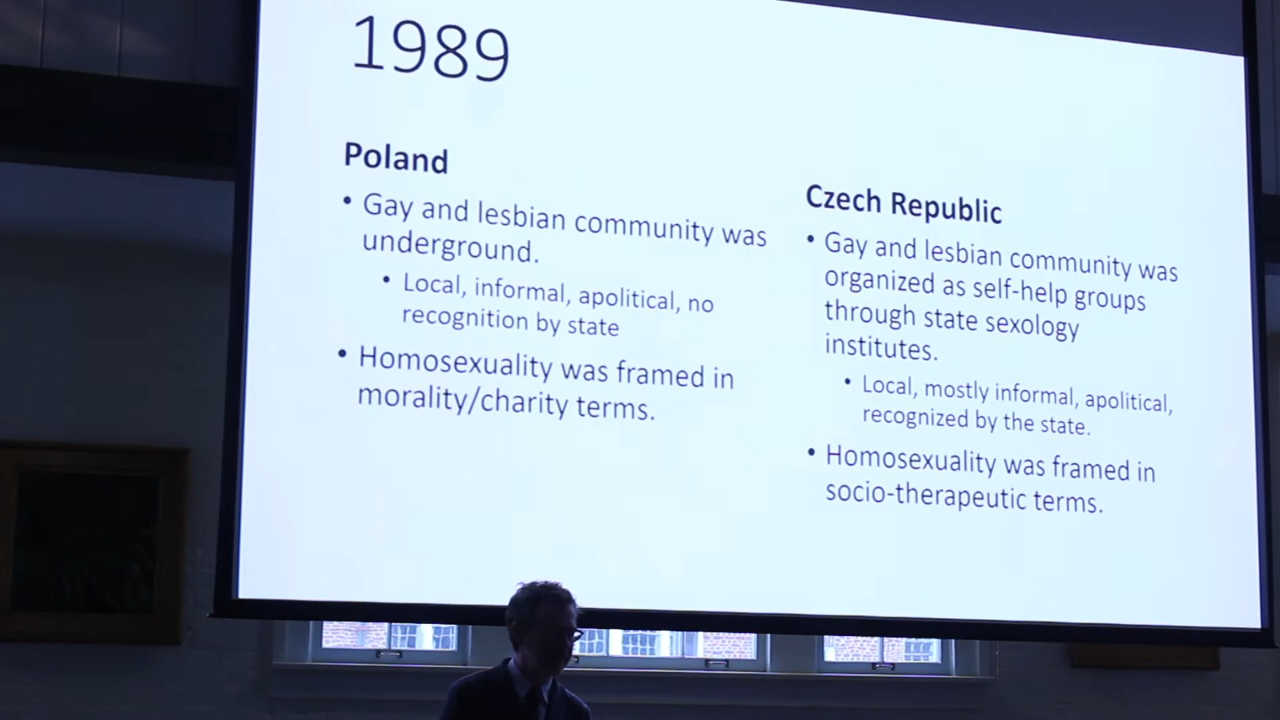 1989
Poland
• Gay and lesbian community was
underground.
• Local, informal, apolitical, no
recognition by state
• Homosexuality was framed in
morality/charity terms.
Czech Republic
• Gay and lesbian community was
organized as self-help groups
through state sexology
institutes.
• Local, mostly informal, apolitical,
recognized by the state.
• Homosexuality was framed in
socio-therapeutic terms.